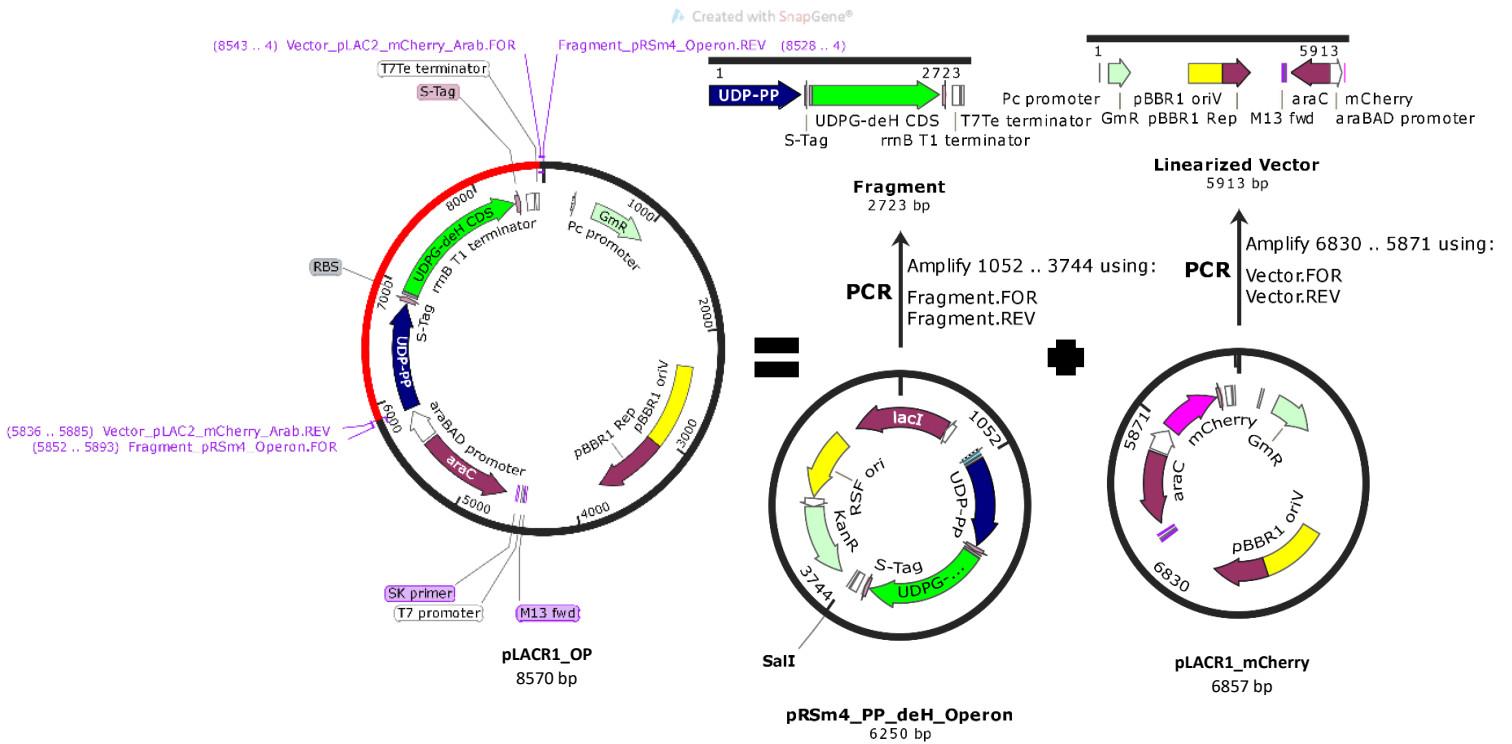 Created with SnapGene®
(8543 .. 4) Vector_pLAC2_mCherry_Arab.FOR
Fragment_pRSm4_Operon.REV (8528 .. 4)
T7Te terminator
S-Tag
8000
1000
UDPG-deH CDS
rrnB T1 terminator
Pc promoter
GmR
RBS
7000
S-Tag
2000
UDP-PP
pBBR1 oriV
pBBR1 Rep
6000
araBAD promoter
3000
(5836 .. 5885) Vector_pLAC2_mCherry_Arab.REV
(5852 .. 5893) Fragment_pRSm4_Operon.FOR
araC
5000
4000
SK primer
T7 promoter
M13 fwd
pLACR1_OP
8570 bp
1 2723
UDP-PP
UDPG-deH CDS
T7Te terminator
S-Tag
rrnB T1 terminator
Fragment
2723 bp
Amplify 1052 .. 3744 using:
PCR
Fragment.FOR
Fragment.REV
lacI
1052
RSF ori
UDP-PP
KanR
S-Tag
UDPG-...
3744
SalI
pRSm4_PP_deH_Operon
6250 bp
1 5913
Pc promoter
pBBR1 oriV
araC
mCherry
GmR
pBBR1 Rep
M13 fwd
araBAD promoter
Linearized Vector
5913 bp
Amplify 6830 .. 5871 using:
PCR
Vector.FOR
Vector.REV
5871
mCherry
GmR
araC
pBBR1 oriV
6830
pLACR1_mCherry
6857 bp